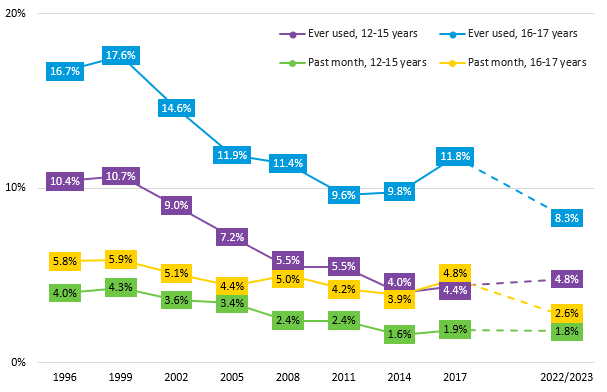 20%
Ever used, 12-15 years Ever used, 16-17 years
Past month, 12-15 years Past month, 16-17 years
17.6%
16.7%
14.6%
11.9% 11.4% 11.8%
10% 10.4% 10.7% 9.6% 9.8%
9.0% 8.3%
7.2%
5.8% 5.9% 5.1% 5.5% 5.5%
4.4% 5.0% 4.2% 4.0% 4.8% 4.8%
4.0% 4.3% 3.6% 3.4% 3.9% 4.4%
2.4% 2.4% 1.6% 1.9% 2.6%
1.8%
0%
1996 1999 2002 2005 2008 2011 2014 2017 2022/2023